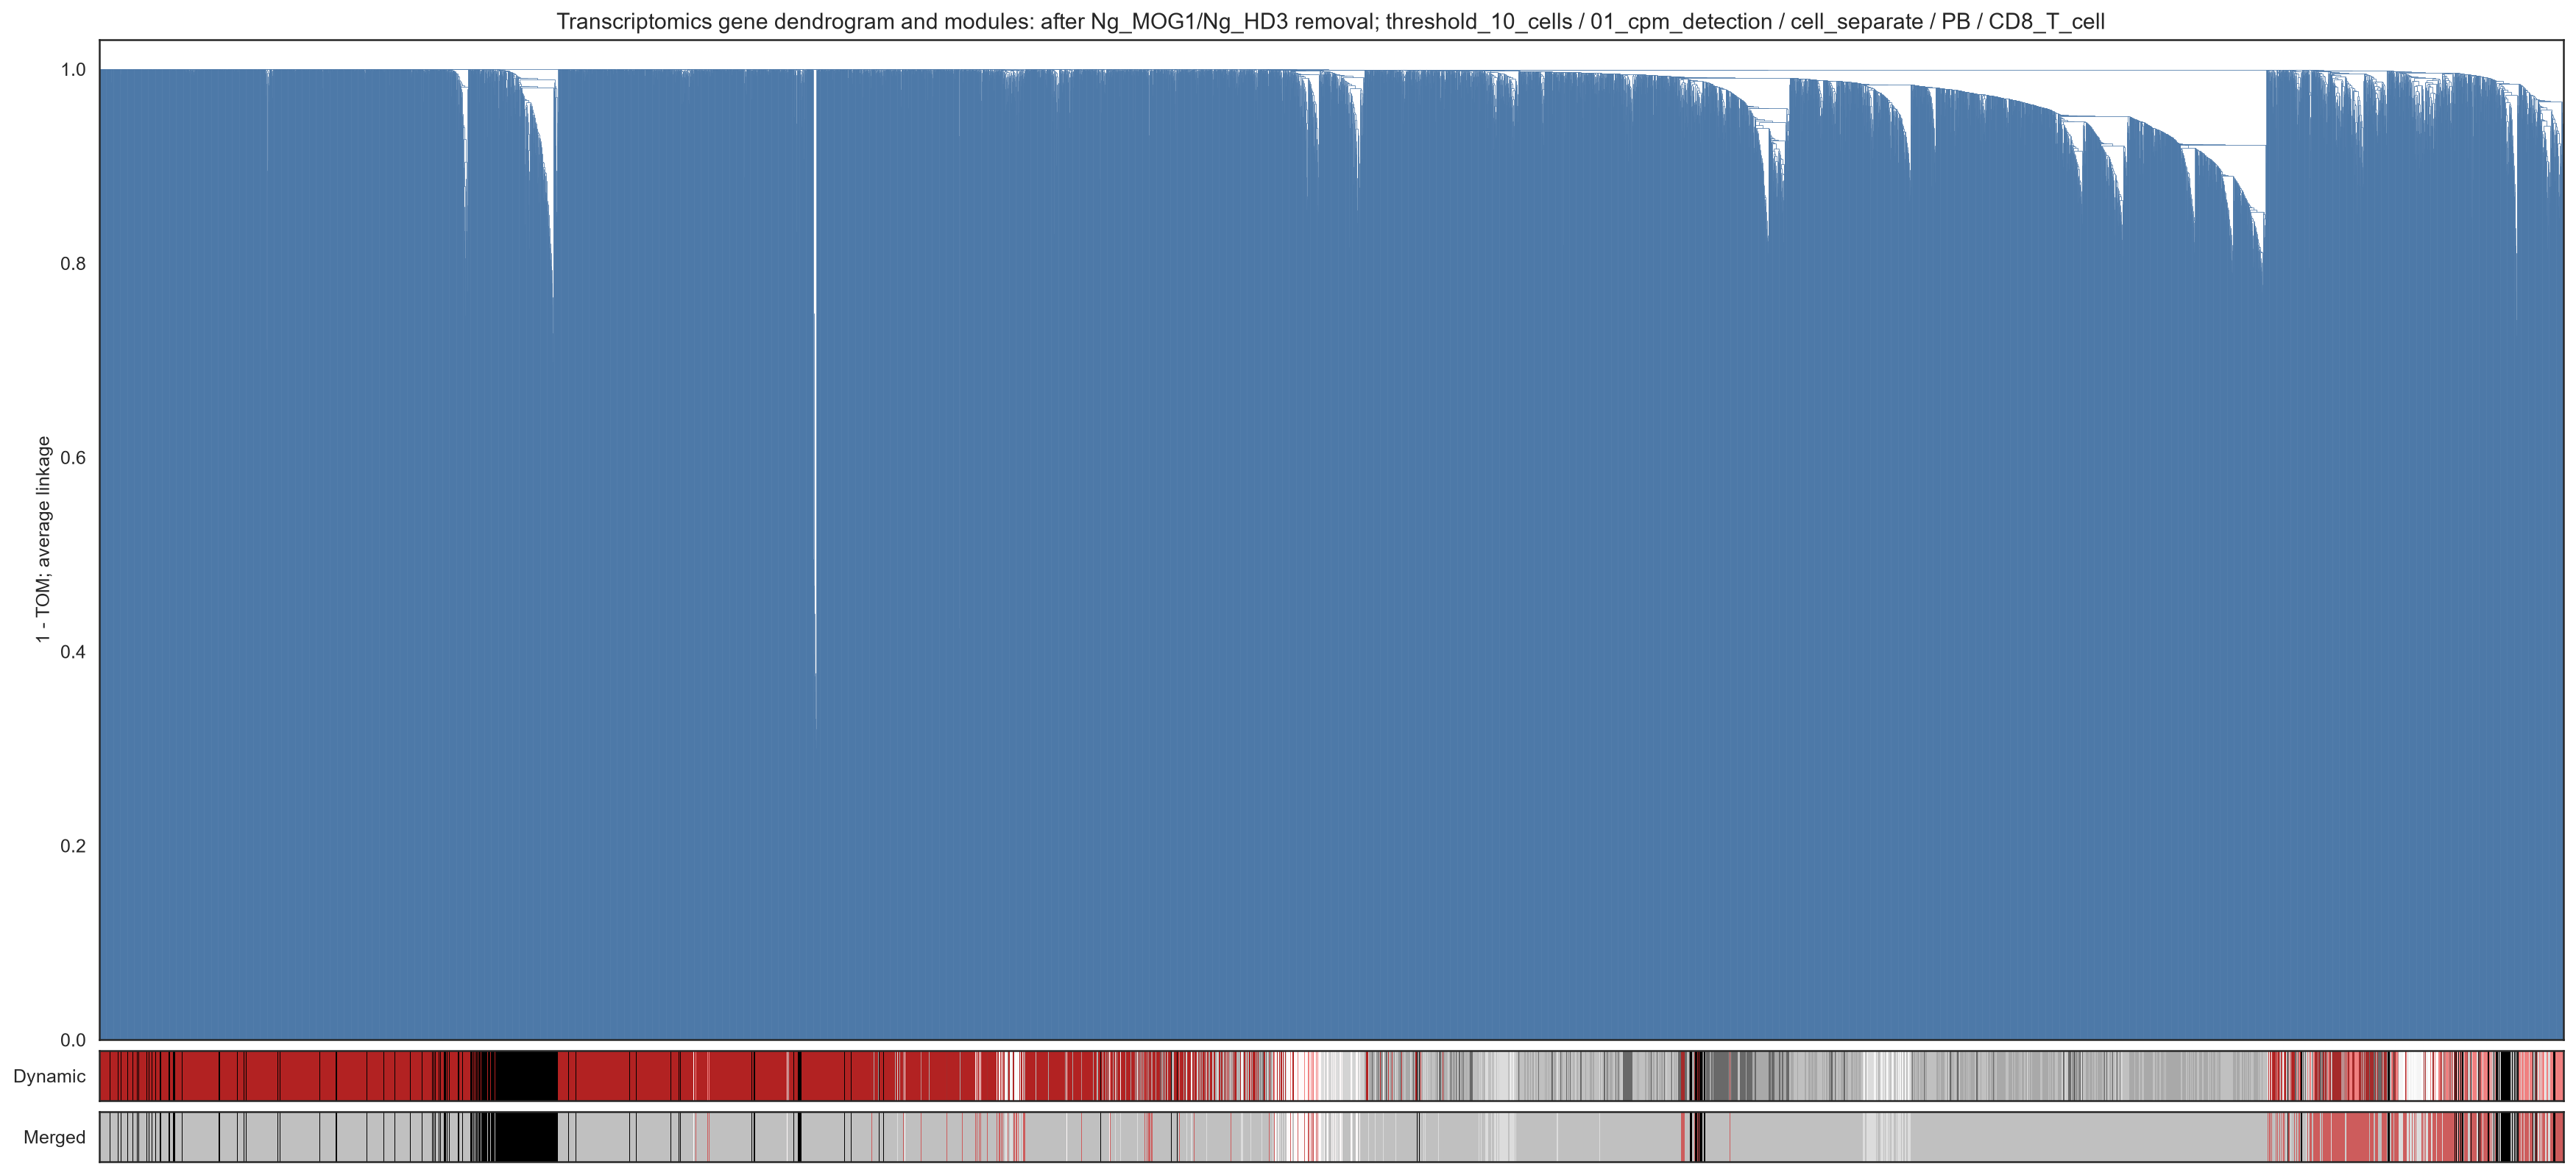 Transcriptomics gene dendrogram and modules: after Ng_MOG1/Ng_HD3 removal; threshold_10_cells / 01_cpm_detection / cell_separate / PB / CD8_T_cell
1.0
0.8
0.6
0.4
0.2
0.0
1 - TOM; average linkage
Dynamic
Merged